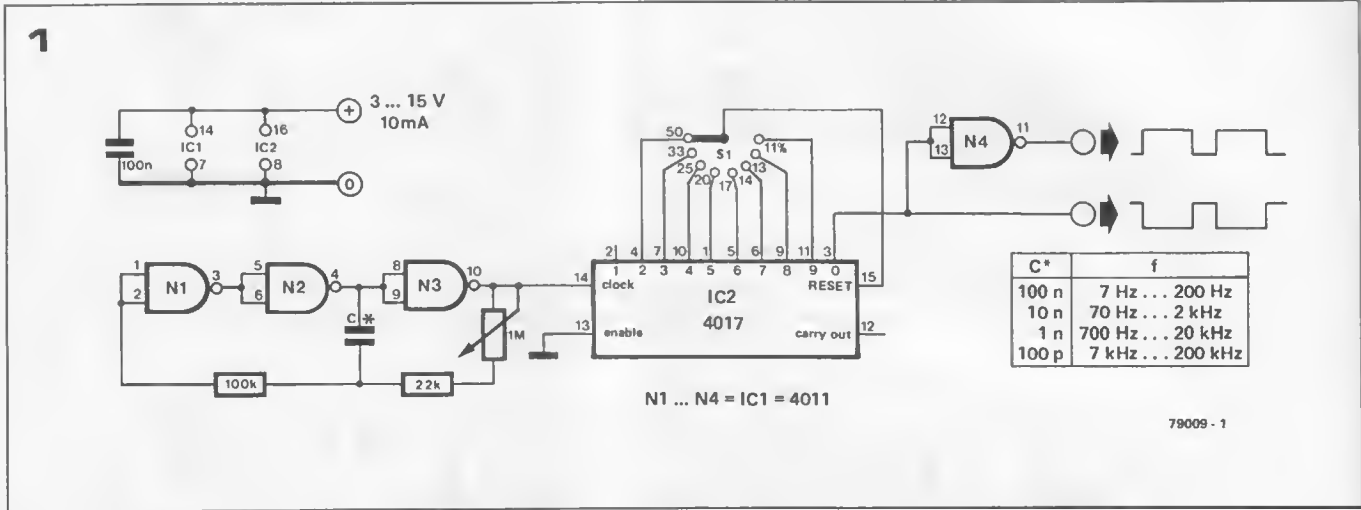 1
+ 3 ... 15 V
10mA
14 16
IC1 IC2
100n
7 8
0
50 11%
33 S1 13
25 14
20 17
12
13 N4 11
2 4 7 10 1 5 6 9 11 3
1 2 3 4 5 6 7 8 9 0
14 clock RESET 15
IC2
4017
13 enable carry out 12
1
2 N1 3
5
6 N2 4
8
9 N3 10
C*
1M
100k 22k
N1 ... N4 = IC1 = 4011
C* f
100 n 7 Hz ... 200 Hz
10 n 70 Hz ... 2 kHz
1 n 700 Hz ... 20 kHz
100 p 7 kHz ... 200 kHz
79009 - 1